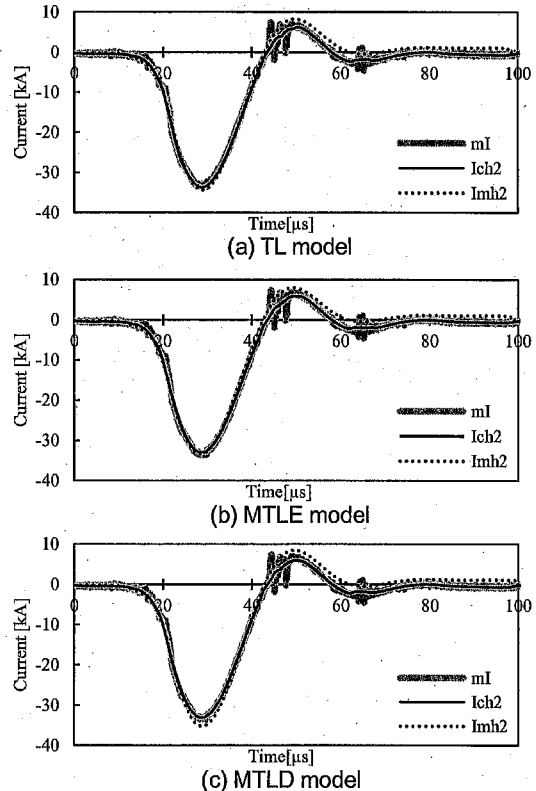 10
0
-10
-20
-30
-40
Current [kA]
0 20 40 60 80 100
mI
Ich2
Imh2
Time[μs]
(a) TL model
10
0
-10
-20
-30
-40
Current [kA]
0 20 40 60 80 100
mI
Ich2
Imh2
Time[μs]
(b) MTLE model
10
0
-10
-20
-30
-40
Current [kA]
0 20 40 60 80 100
mI
Ich2
Imh2
Time[μs]
(c) MTLD model